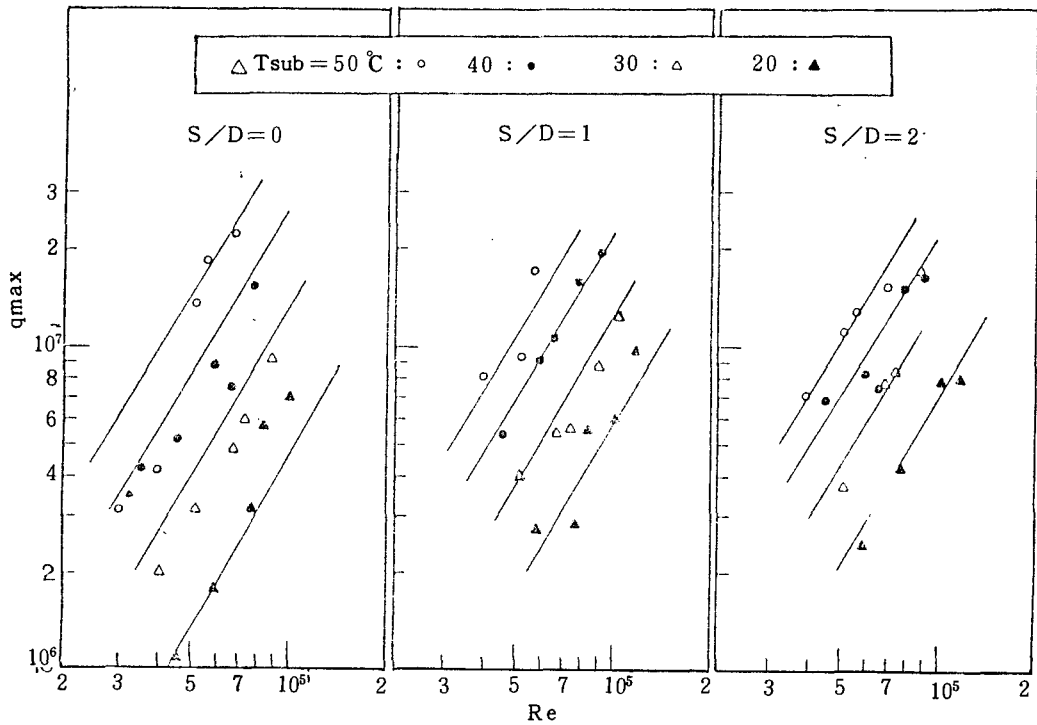 △Tsub=50℃: ○ 40: ● 30: △ 20: ▲
S/D=0
S/D=1
S/D=2
3
2
10⁷
8
6
4
2
10⁶
qmax
2 3 5 7 10⁵ 2
3 5 7 10⁵ 2
3 5 7 10⁵ 2
Re